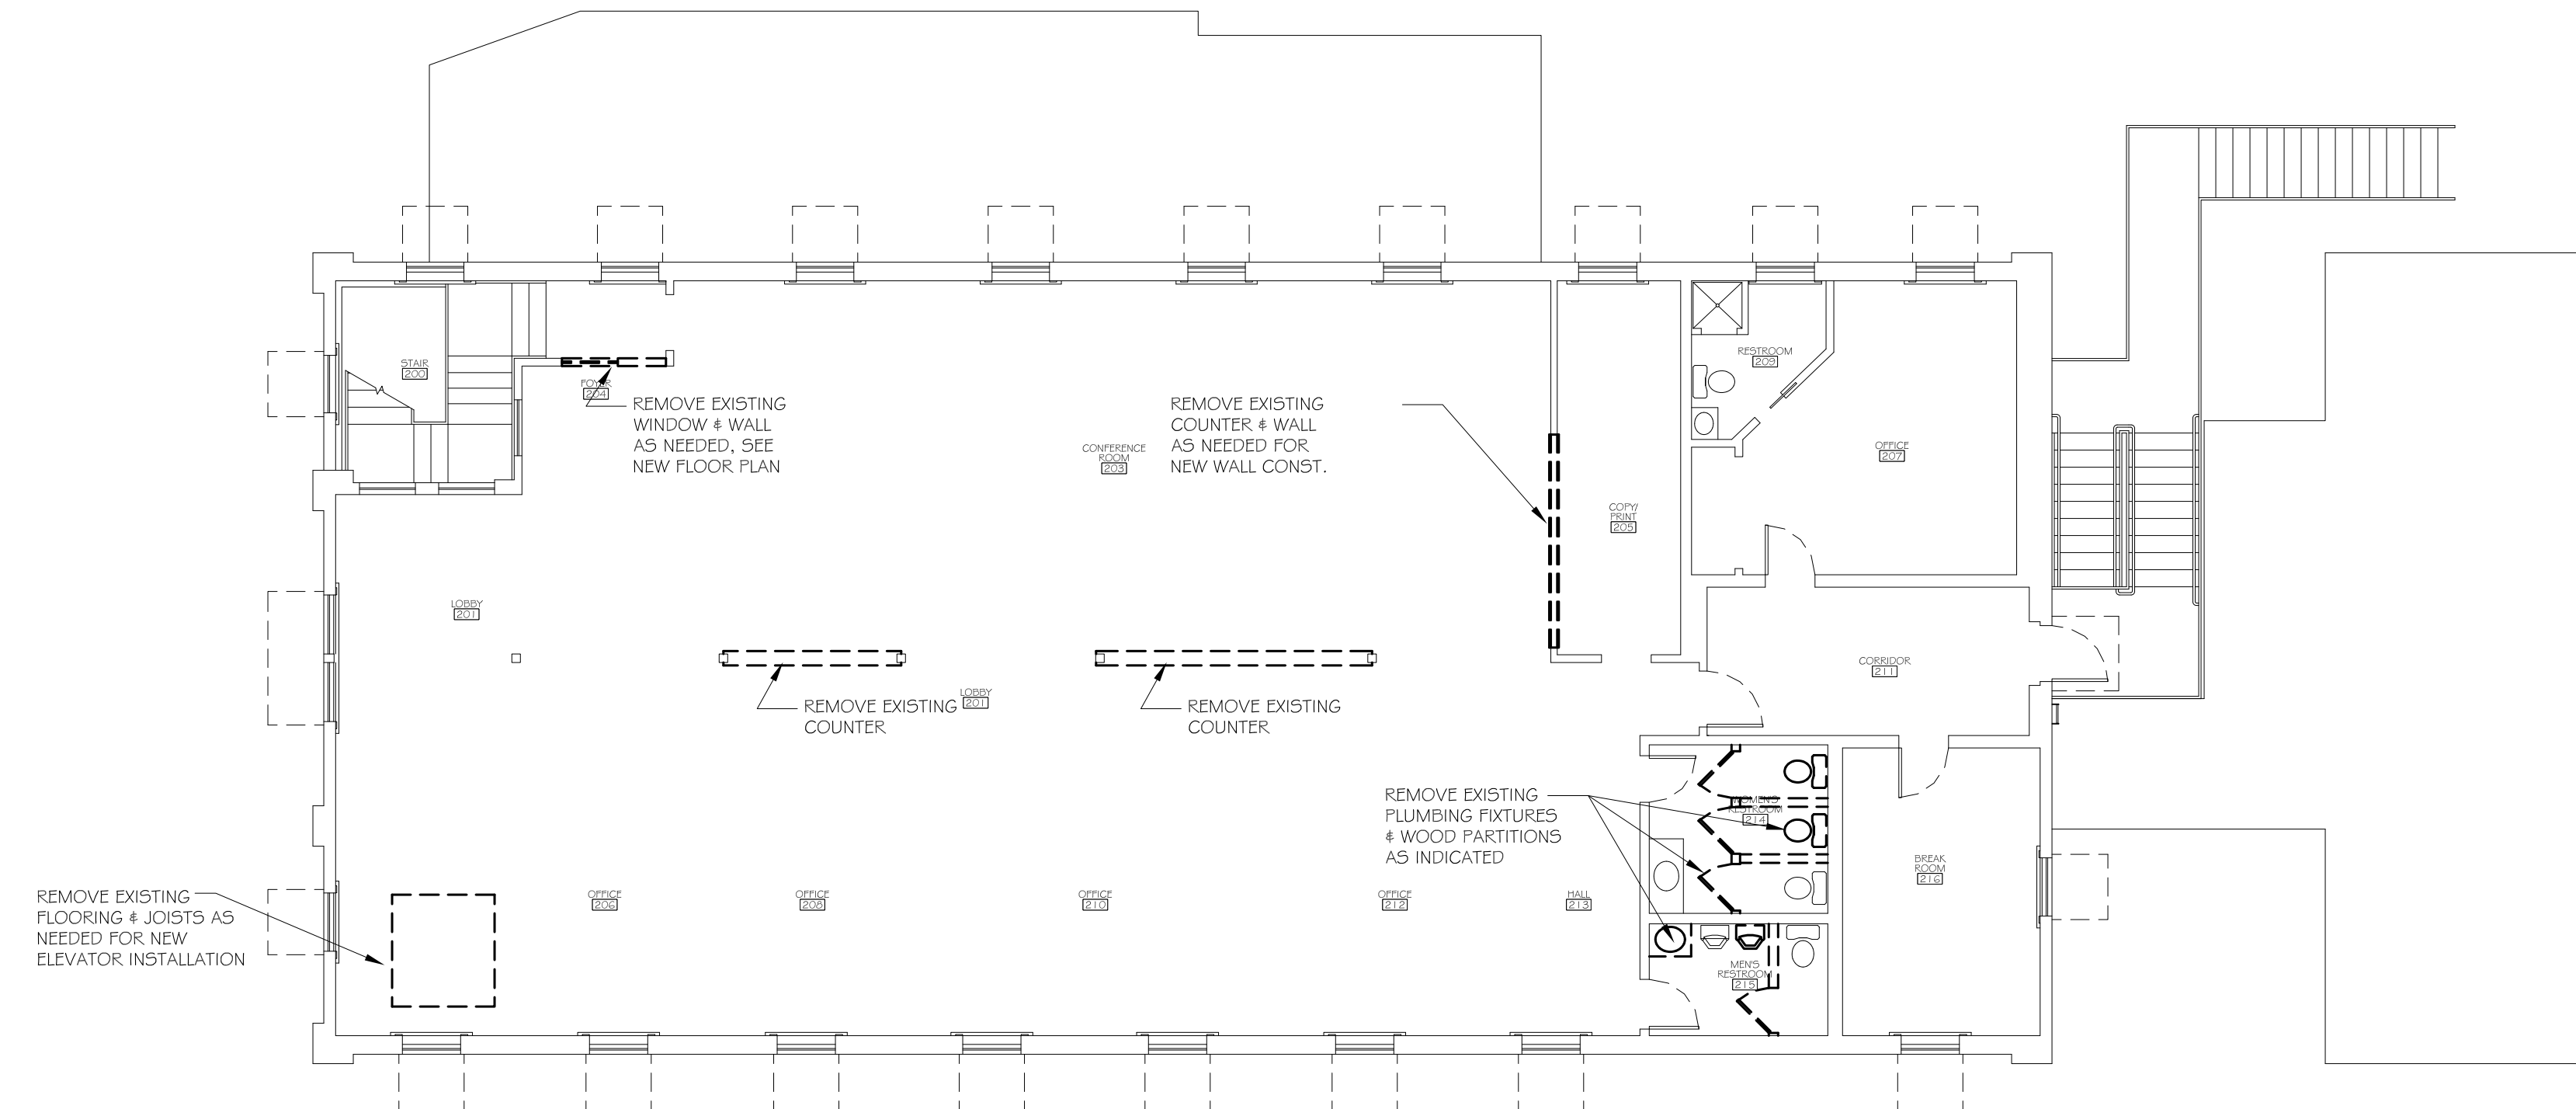 STAIR
200
FOYER
204
REMOVE EXISTING
WINDOW & WALL
AS NEEDED, SEE
NEW FLOOR PLAN
CONFERENCE
ROOM
203
REMOVE EXISTING
COUNTER & WALL
AS NEEDED FOR
NEW WALL CONST.
RESTROOM
209
OFFICE
207
COPY/
PRINT
205
LOBBY
201
CORRIDOR
211
LOBBY
201
REMOVE EXISTING
COUNTER
REMOVE EXISTING
COUNTER
REMOVE EXISTING
PLUMBING FIXTURES
& WOOD PARTITIONS
AS INDICATED
WOMEN'S
RESTROOM
214
BREAK
ROOM
216
REMOVE EXISTING
FLOORING & JOISTS AS
NEEDED FOR NEW
ELEVATOR INSTALLATION
OFFICE
206
OFFICE
208
OFFICE
210
OFFICE
212
HALL
213
MEN'S
RESTROOM
215